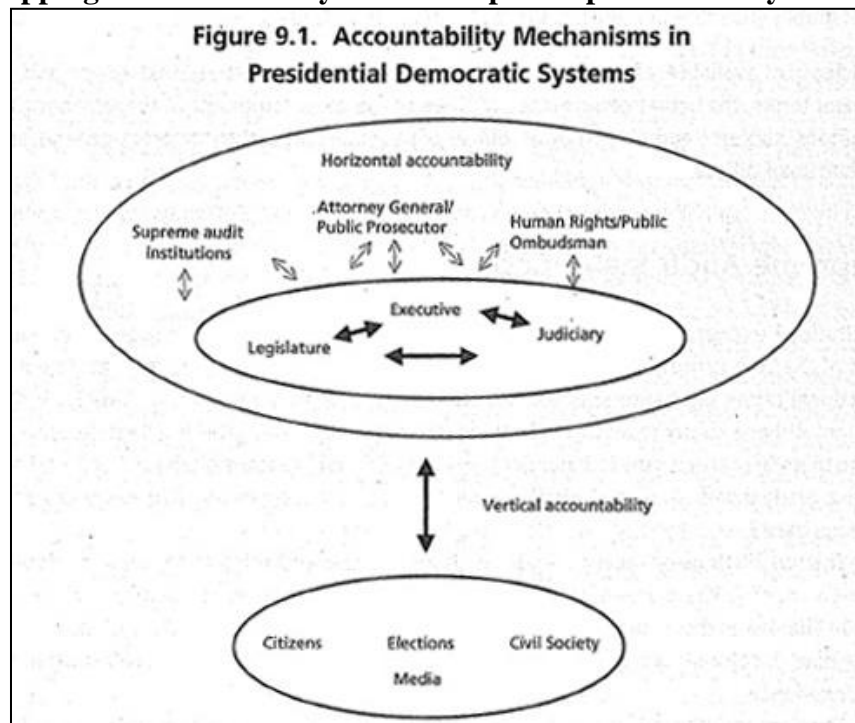 Figure 9.1. Accountability Mechanisms in
Presidential Democratic Systems
Horizontal accountability
Supreme audit
institutions
Attorney General/
Public Prosecutor
Human Rights/Public
Ombudsman
Executive
Legislature
Judiciary
Vertical accountability
Citizens
Elections
Civil Society
Media